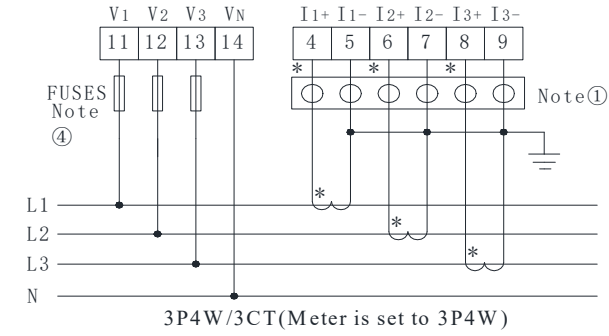 V1 V2 V3 VN I1+ I1- I2+ I2- I3+ I3-
11 12 13 14 4 5 6 7 8 9
* * *
FUSES
Note
④
Note①
*
L1
*
L2
*
L3
N
3P4W/3CT(Meter is set to 3P4W)